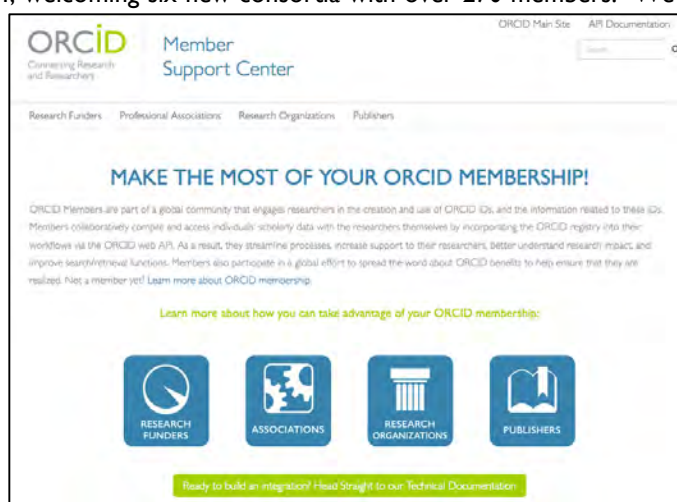 welcoming six new consortia with over 270 members. We
ORCID Main Site API Documentation
ORCID
Connecting Research
and Researchers
Member
Support Center
Search
Research Funders Professional Associations Research Organizations Publishers
MAKE THE MOST OF YOUR ORCID MEMBERSHIP!
ORCID Members are part of a global community that engages researchers in the creation and use of ORCID iDs, and the information related to these iDs.
Members collaboratively compile and access individuals' scholarly data with the researchers themselves by incorporating the ORCID registry into their
workflows via the ORCID web API. As a result, they streamline processes, increase support to their researchers, better understand research impact, and
improve search/retrieval functions. Members also participate in a global effort to spread the word about ORCID benefits to help ensure that they are
realized. Not a member yet? Learn more about ORCID membership.
Learn more about how you can take advantage of your ORCID membership:
RESEARCH
FUNDERS
ASSOCIATIONS
RESEARCH
ORGANIZATIONS
PUBLISHERS
Ready to build an integration? Head Straight to our Technical Documentation